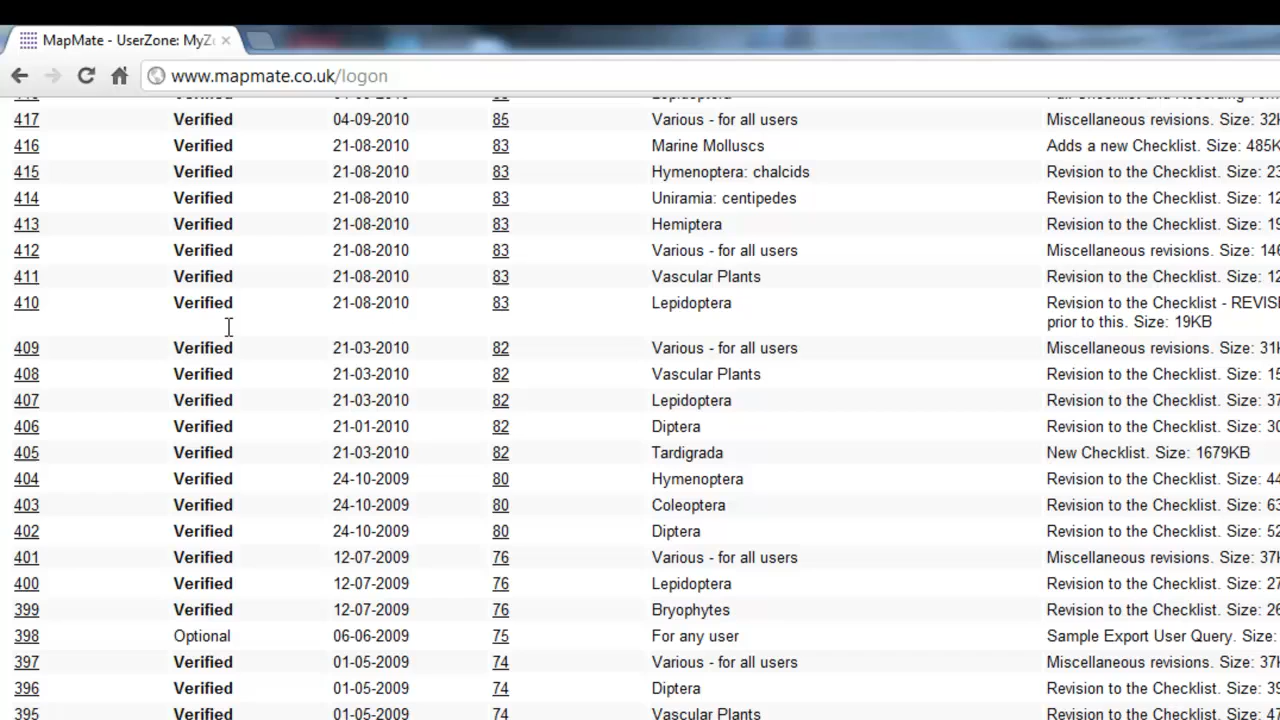 MapMate - UserZone: MyZ
www.mapmate.co.uk/logon
417 Verified 04-09-2010 85 Various - for all users Miscellaneous revisions. Size: 32K
416 Verified 21-08-2010 83 Marine Molluscs Adds a new Checklist. Size: 485K
415 Verified 21-08-2010 83 Hymenoptera: chalcids Revision to the Checklist. Size: 23
414 Verified 21-08-2010 83 Uniramia: centipedes Revision to the Checklist. Size: 12
413 Verified 21-08-2010 83 Hemiptera Revision to the Checklist. Size: 19
412 Verified 21-08-2010 83 Various - for all users Miscellaneous revisions. Size: 146
411 Verified 21-08-2010 83 Vascular Plants Revision to the Checklist. Size: 12
410 Verified 21-08-2010 83 Lepidoptera Revision to the Checklist - REVIS
prior to this. Size: 19KB
409 Verified 21-03-2010 82 Various - for all users Miscellaneous revisions. Size: 31K
408 Verified 21-03-2010 82 Vascular Plants Revision to the Checklist. Size: 15
407 Verified 21-03-2010 82 Lepidoptera Revision to the Checklist. Size: 37
406 Verified 21-01-2010 82 Diptera Revision to the Checklist. Size: 30
405 Verified 21-03-2010 82 Tardigrada New Checklist. Size: 1679KB
404 Verified 24-10-2009 80 Hymenoptera Revision to the Checklist. Size: 44
403 Verified 24-10-2009 80 Coleoptera Revision to the Checklist. Size: 63
402 Verified 24-10-2009 80 Diptera Revision to the Checklist. Size: 52
401 Verified 12-07-2009 76 Various - for all users Miscellaneous revisions. Size: 37K
400 Verified 12-07-2009 76 Lepidoptera Revision to the Checklist. Size: 27
399 Verified 12-07-2009 76 Bryophytes Revision to the Checklist. Size: 26
398 Optional 06-06-2009 75 For any user Sample Export User Query. Size:
397 Verified 01-05-2009 74 Various - for all users Miscellaneous revisions. Size: 37K
396 Verified 01-05-2009 74 Diptera Revision to the Checklist. Size: 39
395 Verified 01-05-2009 74 Vascular Plants Revision to the Checklist. Size: 47